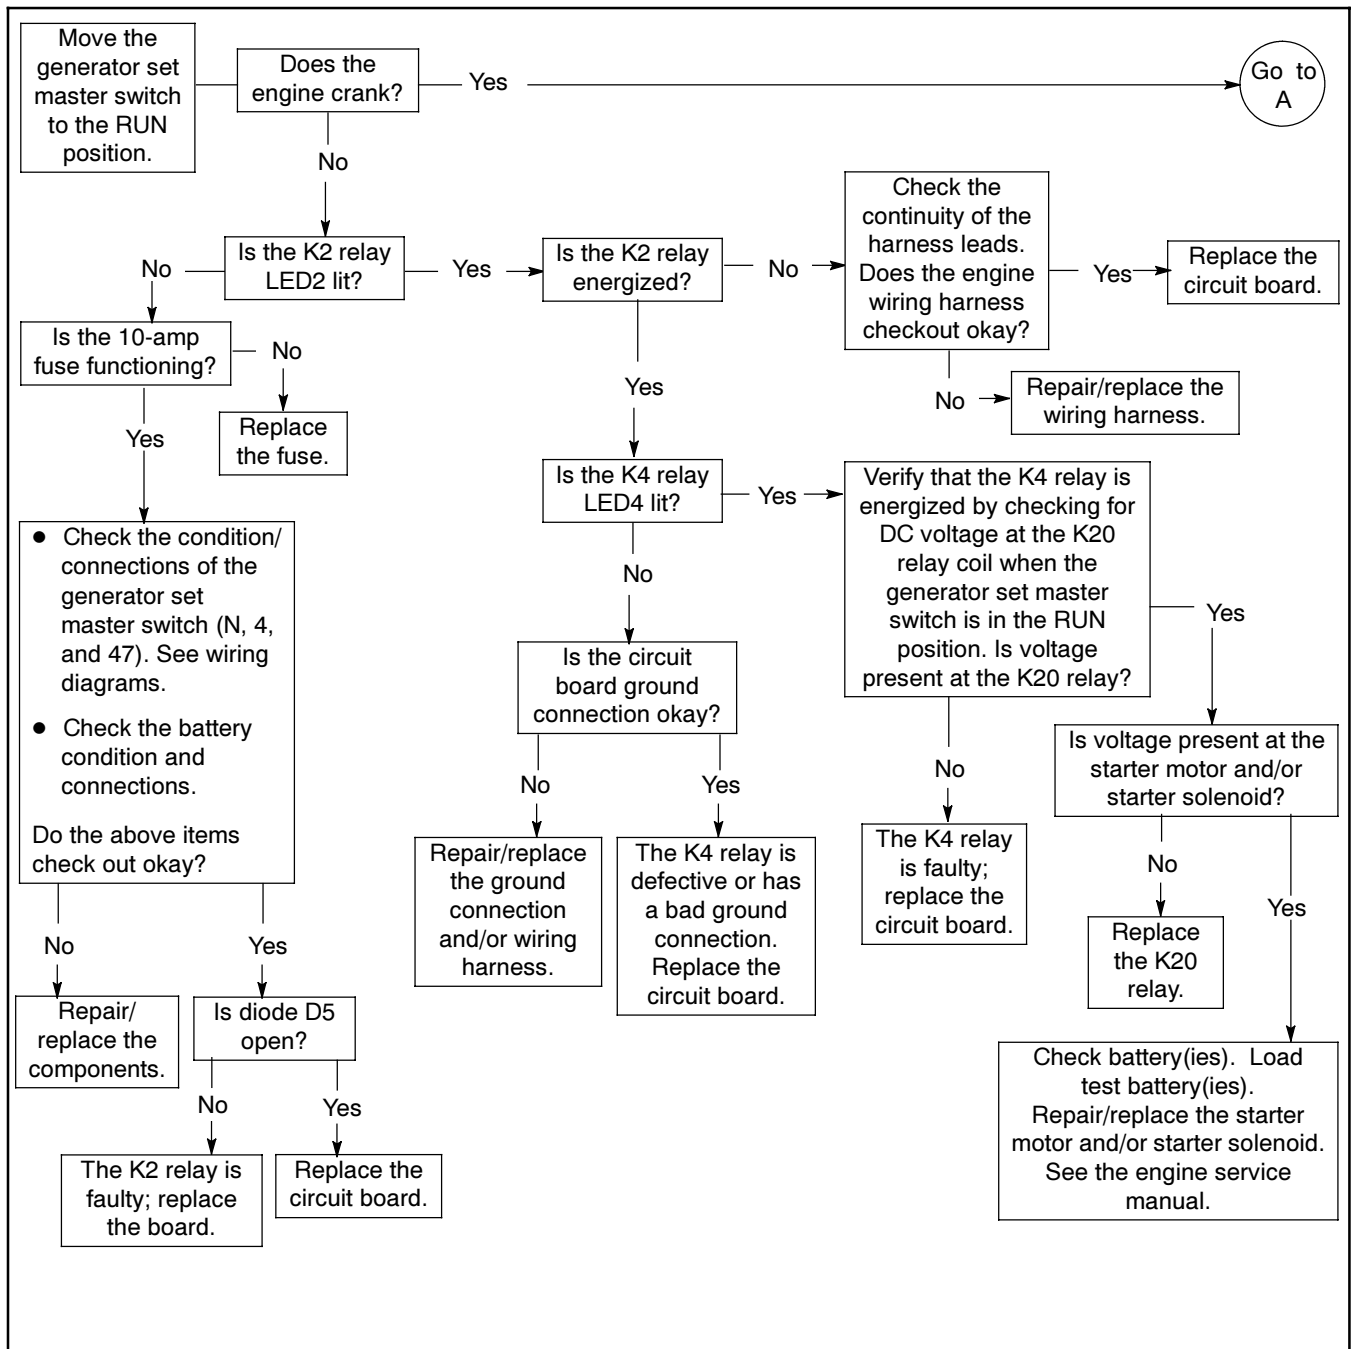 Move the
generator set
master switch
to the RUN
position.
Does the
engine crank?
Yes
Go to
A
No
Is the K2 relay
LED2 lit?
No
Yes
Is the K2 relay
energized?
No
Check the
continuity of the
harness leads.
Does the engine
wiring harness
checkout okay?
Yes
Replace the
circuit board.
No
Repair/replace the
wiring harness.
Is the 10-amp
fuse functioning?
No
Replace
the fuse.
Yes
Yes
Is the K4 relay
LED4 lit?
Yes
Verify that the K4 relay is
energized by checking for
DC voltage at the K20
relay coil when the
generator set master
switch is in the RUN
position. Is voltage
present at the K20 relay?
Yes
● Check the condition/
connections of the
generator set
master switch (N, 4,
and 47). See wiring
diagrams.
● Check the battery
condition and
connections.
Do the above items
check out okay?
No
Is the circuit
board ground
connection okay?
No
Yes
Repair/replace
the ground
connection
and/or wiring
harness.
The K4 relay is
defective or has
a bad ground
connection.
Replace the
circuit board.
No
The K4 relay
is faulty;
replace the
circuit board.
Is voltage present at the
starter motor and/or
starter solenoid?
No
Replace
the K20
relay.
Yes
Check battery(ies). Load
test battery(ies).
Repair/replace the starter
motor and/or starter solenoid.
See the engine service
manual.
No
Repair/
replace the
components.
Yes
Is diode D5
open?
No
Yes
The K2 relay is
faulty; replace
the board.
Replace the
circuit board.